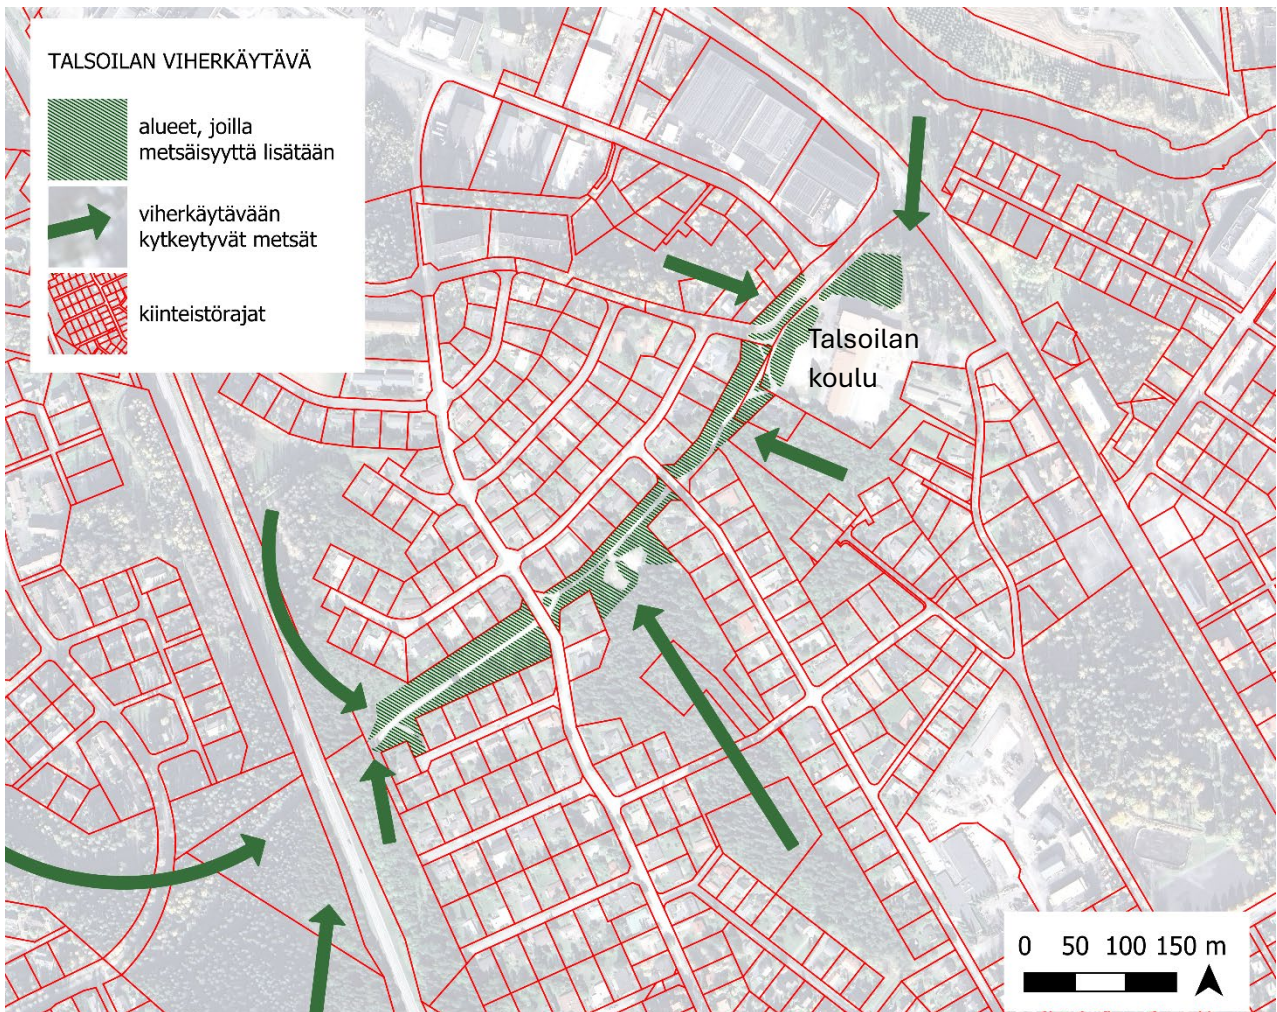 TALSOILAN VIHERKÄYTÄVÄ
alueet, joilla
metsäisyyttä lisätään
viherkäytävään
kytkeytyvät metsät
kiinteistörajat
Talsoilan
koulu
0 50 100 150 m